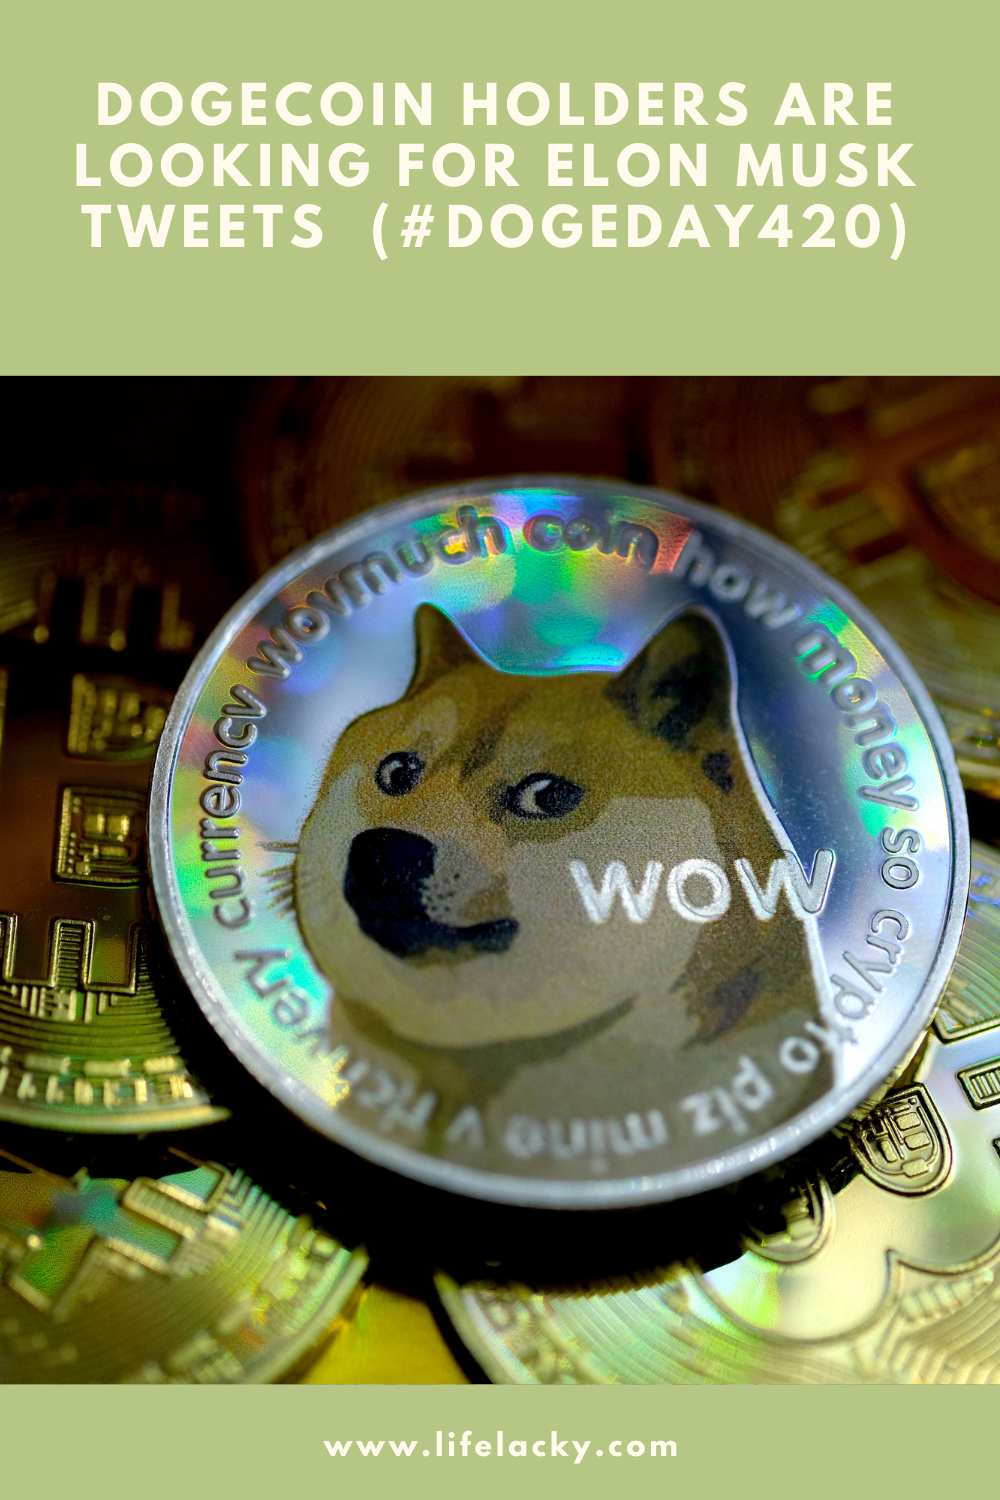 DOGECOIN HOLDERS ARE
LOOKING FOR ELON MUSK
TWEETS (#DOGEDAY420)
wow much coin how money so crypto plz mine v rich very currency
wow
www.lifelacky.com